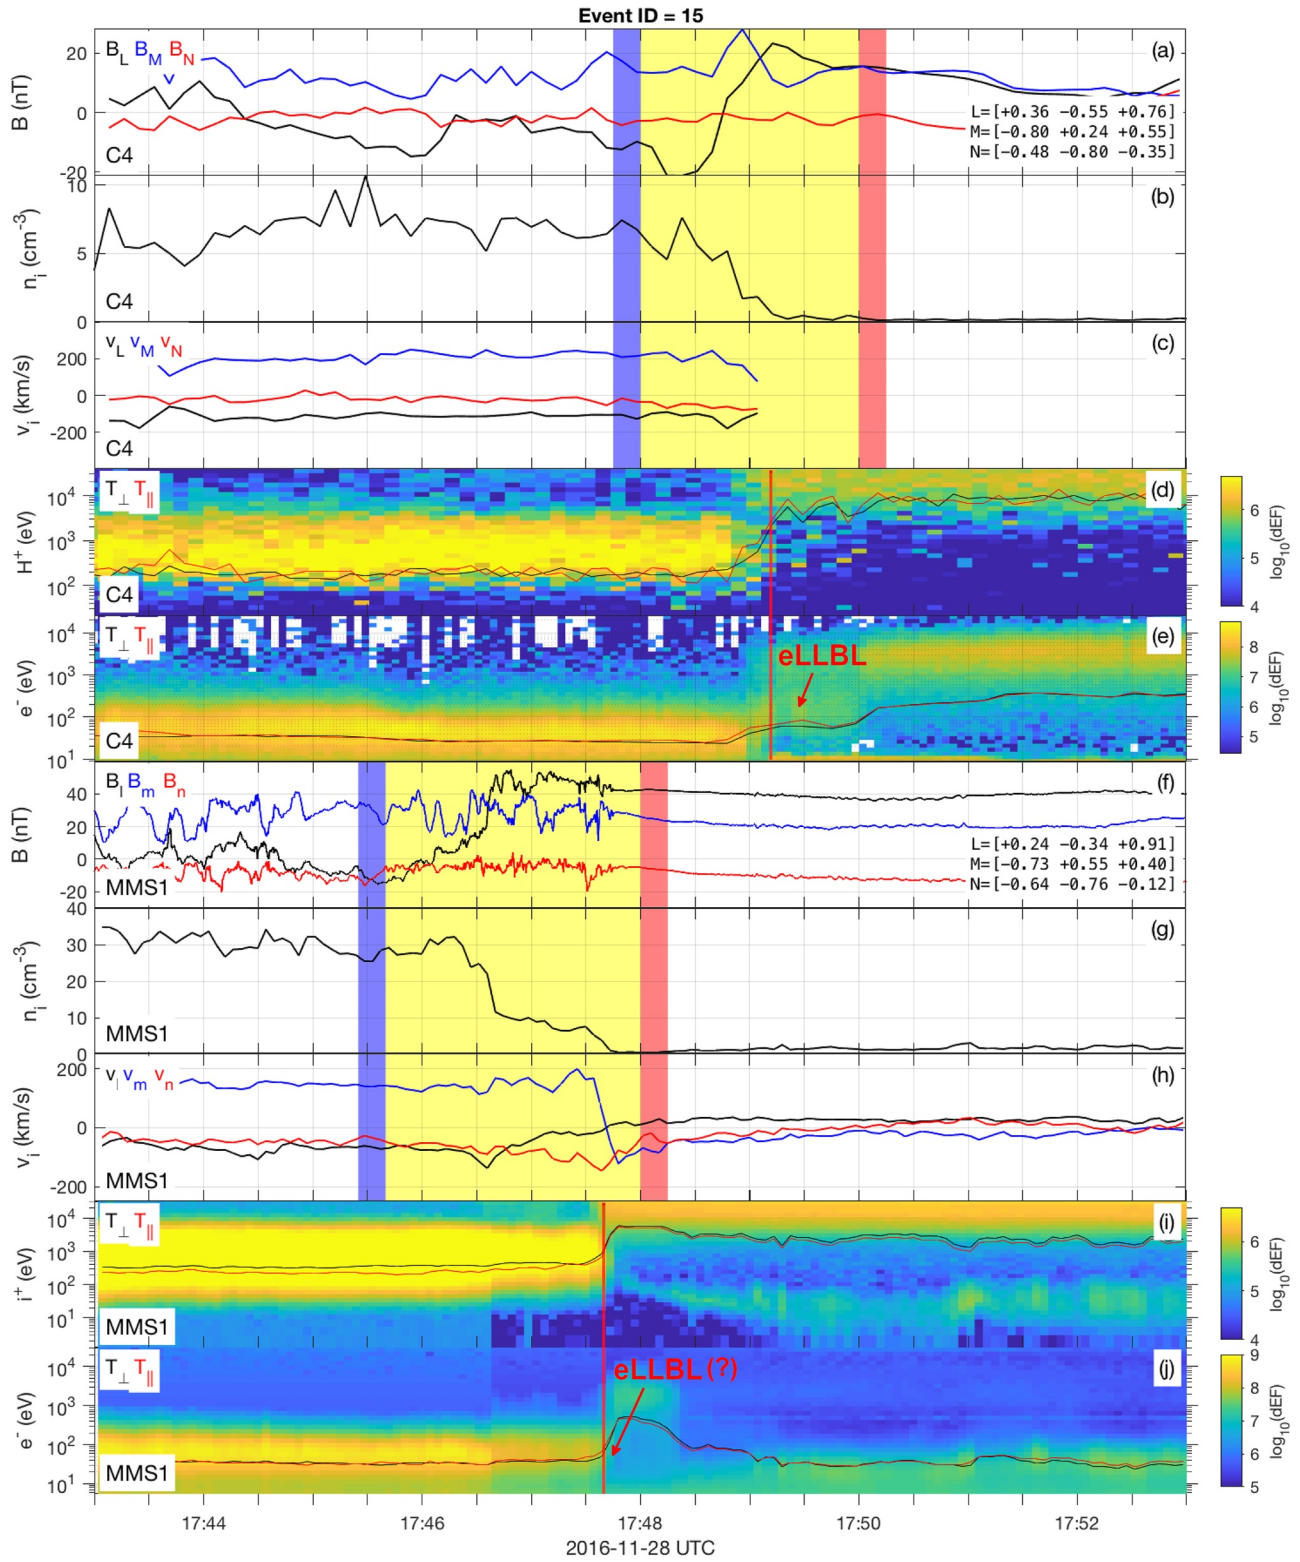 Event ID = 15
B_L B_M B_N
(a)
20
0
-20
B (nT)
L=[+0.36 -0.55 +0.76]
M=[-0.80 +0.24 +0.55]
N=[-0.48 -0.80 -0.35]
C4
(b)
10
5
0
n_i (cm^-3)
C4
(c)
v_L v_M v_N
200
0
-200
v_i (km/s)
C4
(d)
T_⊥ T_||
10^4
10^3
10^2
H^+ (eV)
C4
6
5
4
log_10(dEF)
(e)
T_⊥ T_||
10^4
10^3
10^2
10^1
e^- (eV)
eLLBL
C4
8
7
6
5
log_10(dEF)
(f)
B_l B_m B_n
40
20
0
-20
B (nT)
L=[+0.24 -0.34 +0.91]
M=[-0.73 +0.55 +0.40]
N=[-0.64 -0.76 -0.12]
MMS1
(g)
40
30
20
10
0
n_i (cm^-3)
MMS1
(h)
v_l v_m v_n
200
0
-200
v_i (km/s)
MMS1
(i)
T_⊥ T_||
10^4
10^3
10^2
10^1
i^+ (eV)
MMS1
6
5
4
log_10(dEF)
(j)
T_⊥ T_||
10^4
10^3
10^2
10^1
e^- (eV)
eLLBL (?)
MMS1
9
8
7
6
5
log_10(dEF)
17:44 17:46 17:48 17:50 17:52
2016-11-28 UTC